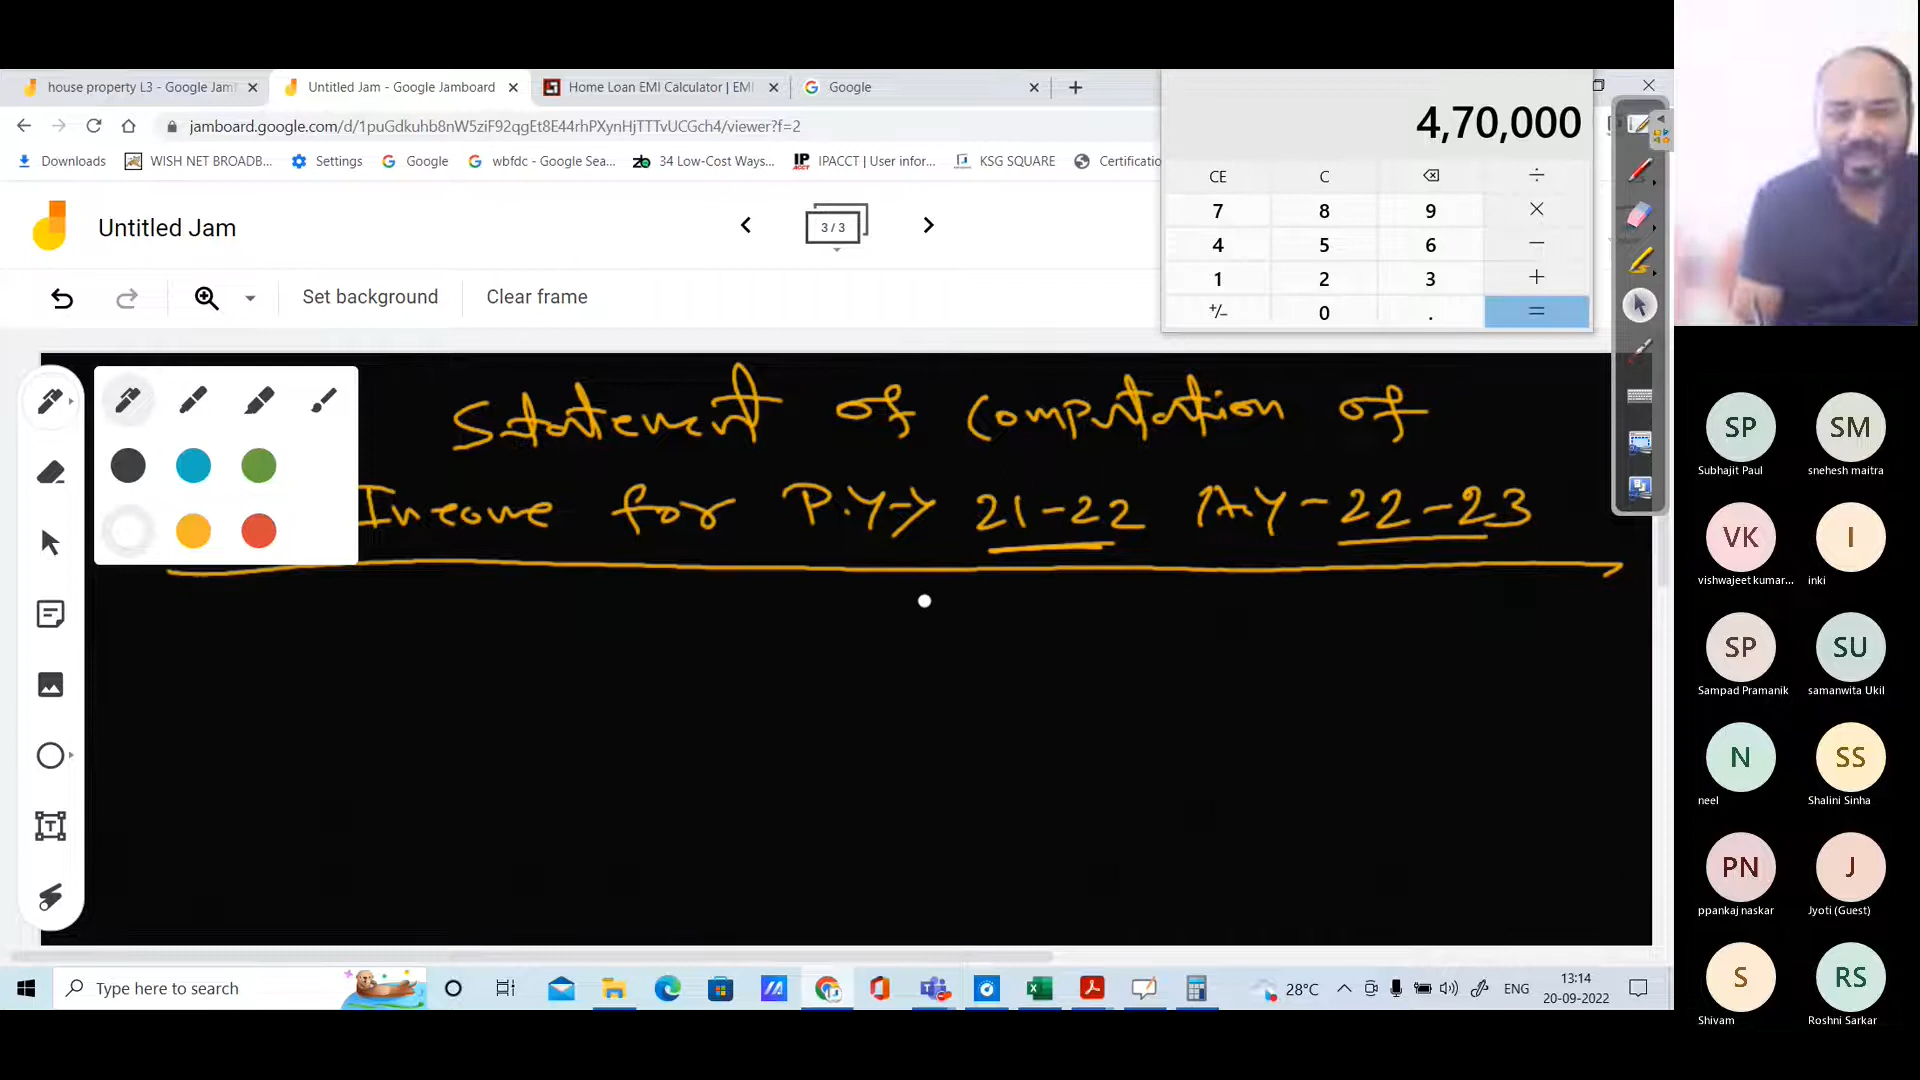 house property L3 - Google Jam
Untitled Jam - Google Jamboard
Home Loan EMI Calculator | EMI
Google
jamboard.google.com/d/1puGdkuhb8nW5ziF92qgEt8E44rhPXynHjTTTvUCGch4/viewer?f=2
Downloads WISH NET BROADB... Settings Google wbfdc - Google Sea... 34 Low-Cost Ways... IPACCT | User infor... KSG SQUARE Certificatio
4,70,000
CE C ÷
7 8 9 ×
4 5 6 −
1 2 3 +
+/− 0 . =
Untitled Jam
3 / 3
Set background Clear frame
Statement of Computation of
Income for P.Y-> 21-22 A.Y - 22-23
SP SM
Subhajit Paul snehesh maitra
VK I
vishwajeet kumar... inki
SP SU
Sampad Pramanik samanwita Ukil
N SS
neel Shalini Sinha
PN J
ppankaj naskar Jyoti (Guest)
S RS
Shivam Roshni Sarkar
Type here to search
28°C
ENG
13:14
20-09-2022